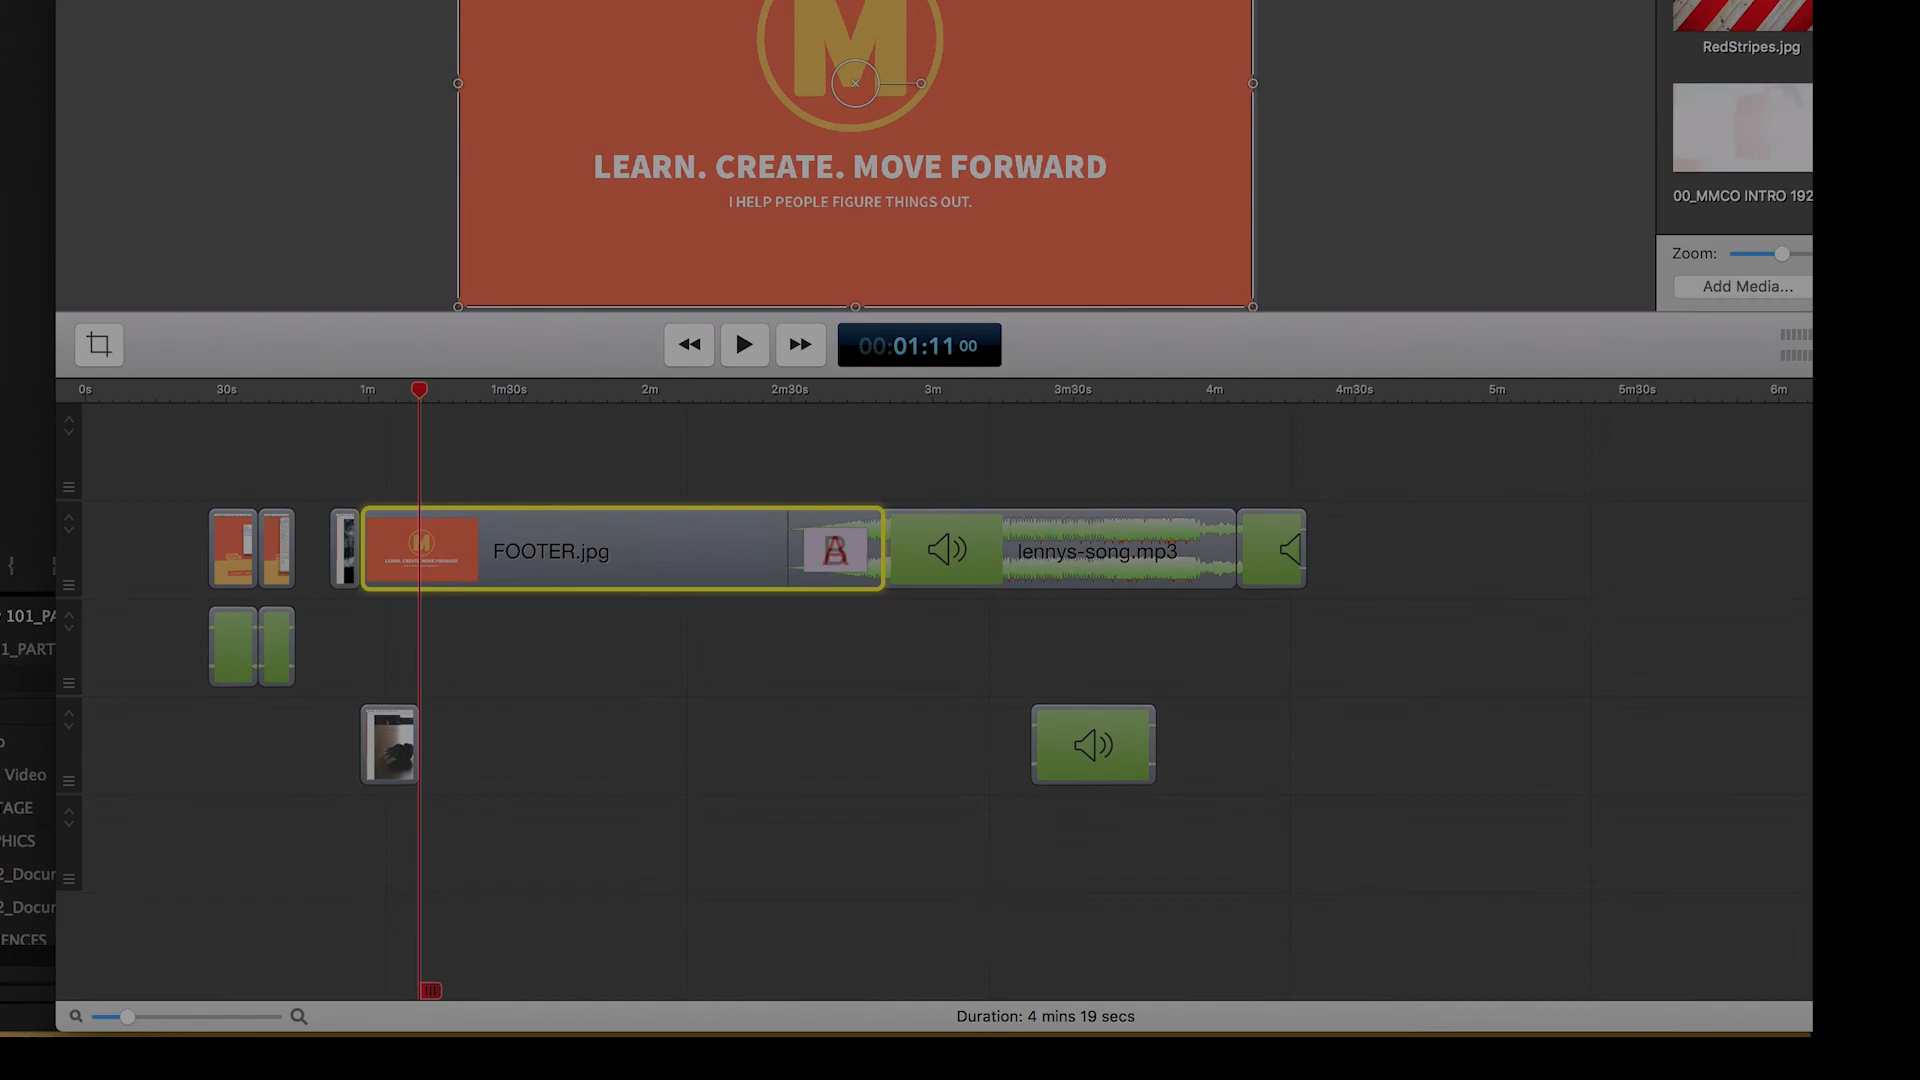 RedStripes.jpg
M
LEARN. CREATE. MOVE FORWARD
I HELP PEOPLE FIGURE THINGS OUT.
00_MMCO INTRO 192
Zoom:
Add Media...
00:01:11 00
0s 30s 1m 1m30s 2m 2m30s 3m 3m30s 4m 4m30s 5m 5m30s 6m
M
FOOTER.jpg
A
lennys-song.mp3
101_PA
1_PART
Video
TAGE
PHICS
2_Docur
2_Docur
ENCES
Duration: 4 mins 19 secs